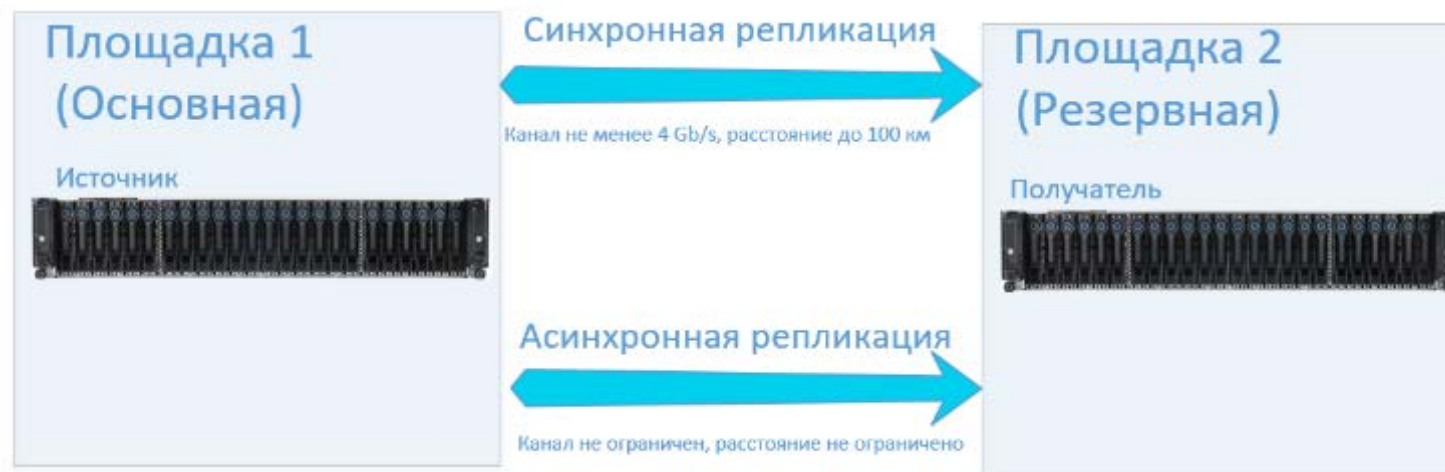 Площадка 1
(Основная)
Источник
Синхронная репликация
Канал не менее 4 Gb/s, расстояние до 100 км
Асинхронная репликация
Канал не ограничен, расстояние не ограничено
Площадка 2
(Резервная)
Получатель